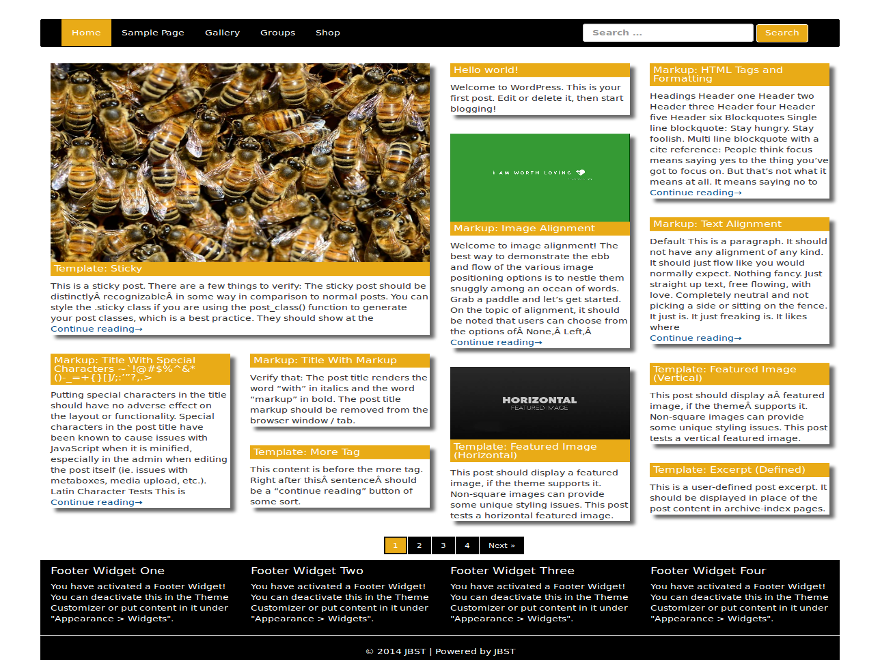 Home Sample Page Gallery Groups Shop Search ... Search
Template: Sticky
This is a sticky post. There are a few things to verify: The sticky post should be
distinctlyÂ recognizableÂ in some way in comparison to normal posts. You can
style the .sticky class if you are using the post_class() function to generate
your post classes, which is a best practice. They should show at the
Continue reading→
Markup: Title With Special
Characters ~`!@#$%^&*
()-_=+{}[]/;:'"?,.>
Putting special characters in the title
should have no adverse effect on
the layout or functionality. Special
characters in the post title have
been known to cause issues with
JavaScript when it is minified,
especially in the admin when editing
the post itself (ie. issues with
metaboxes, media upload, etc.).
Latin Character Tests This is
Continue reading→
Markup: Title With Markup
Verify that: The post title renders the
word “with” in italics and the word
“markup” in bold. The post title
markup should be removed from the
browser window / tab.
Template: More Tag
This content is before the more tag.
Right after thisÂ sentenceÂ should
be a “continue reading” button of
some sort.
Hello world!
Welcome to WordPress. This is your
first post. Edit or delete it, then start
blogging!
I AM WORTH LOVING
Markup: Image Alignment
Welcome to image alignment! The
best way to demonstrate the ebb
and flow of the various image
positioning options is to nestle them
snuggly among an ocean of words.
Grab a paddle and let’s get started.
On the topic of alignment, it should
be noted that users can choose from
the options ofÂ None,Â Left,Â
Continue reading→
HORIZONTAL
FEATURED IMAGE
Template: Featured Image
(Horizontal)
This post should display a featured
image, if the theme supports it.
Non-square images can provide
some unique styling issues. This post
tests a horizontal featured image.
Markup: HTML Tags and
Formatting
Headings Header one Header two
Header three Header four Header
five Header six Blockquotes Single
line blockquote: Stay hungry. Stay
foolish. Multi line blockquote with a
cite reference: People think focus
means saying yes to the thing you’ve
got to focus on. But that’s not what it
means at all. It means saying no to
Continue reading→
Markup: Text Alignment
Default This is a paragraph. It should
not have any alignment of any kind.
It should just flow like you would
normally expect. Nothing fancy. Just
straight up text, free flowing, with
love. Completely neutral and not
picking a side or sitting on the fence.
It just is. It just freaking is. It likes
where
Continue reading→
Template: Featured Image
(Vertical)
This post should display aÂ featured
image, if the themeÂ supports it.
Non-square images can provide
some unique styling issues. This post
tests a vertical featured image.
Template: Excerpt (Defined)
This is a user-defined post excerpt. It
should be displayed in place of the
post content in archive-index pages.
1 2 3 4 Next »
Footer Widget One
You have activated a Footer Widget!
You can deactivate this in the Theme
Customizer or put content in it under
"Appearance > Widgets".
Footer Widget Two
You have activated a Footer Widget!
You can deactivate this in the Theme
Customizer or put content in it under
"Appearance > Widgets".
Footer Widget Three
You have activated a Footer Widget!
You can deactivate this in the Theme
Customizer or put content in it under
"Appearance > Widgets".
Footer Widget Four
You have activated a Footer Widget!
You can deactivate this in the Theme
Customizer or put content in it under
"Appearance > Widgets".
© 2014 JBST | Powered by JBST